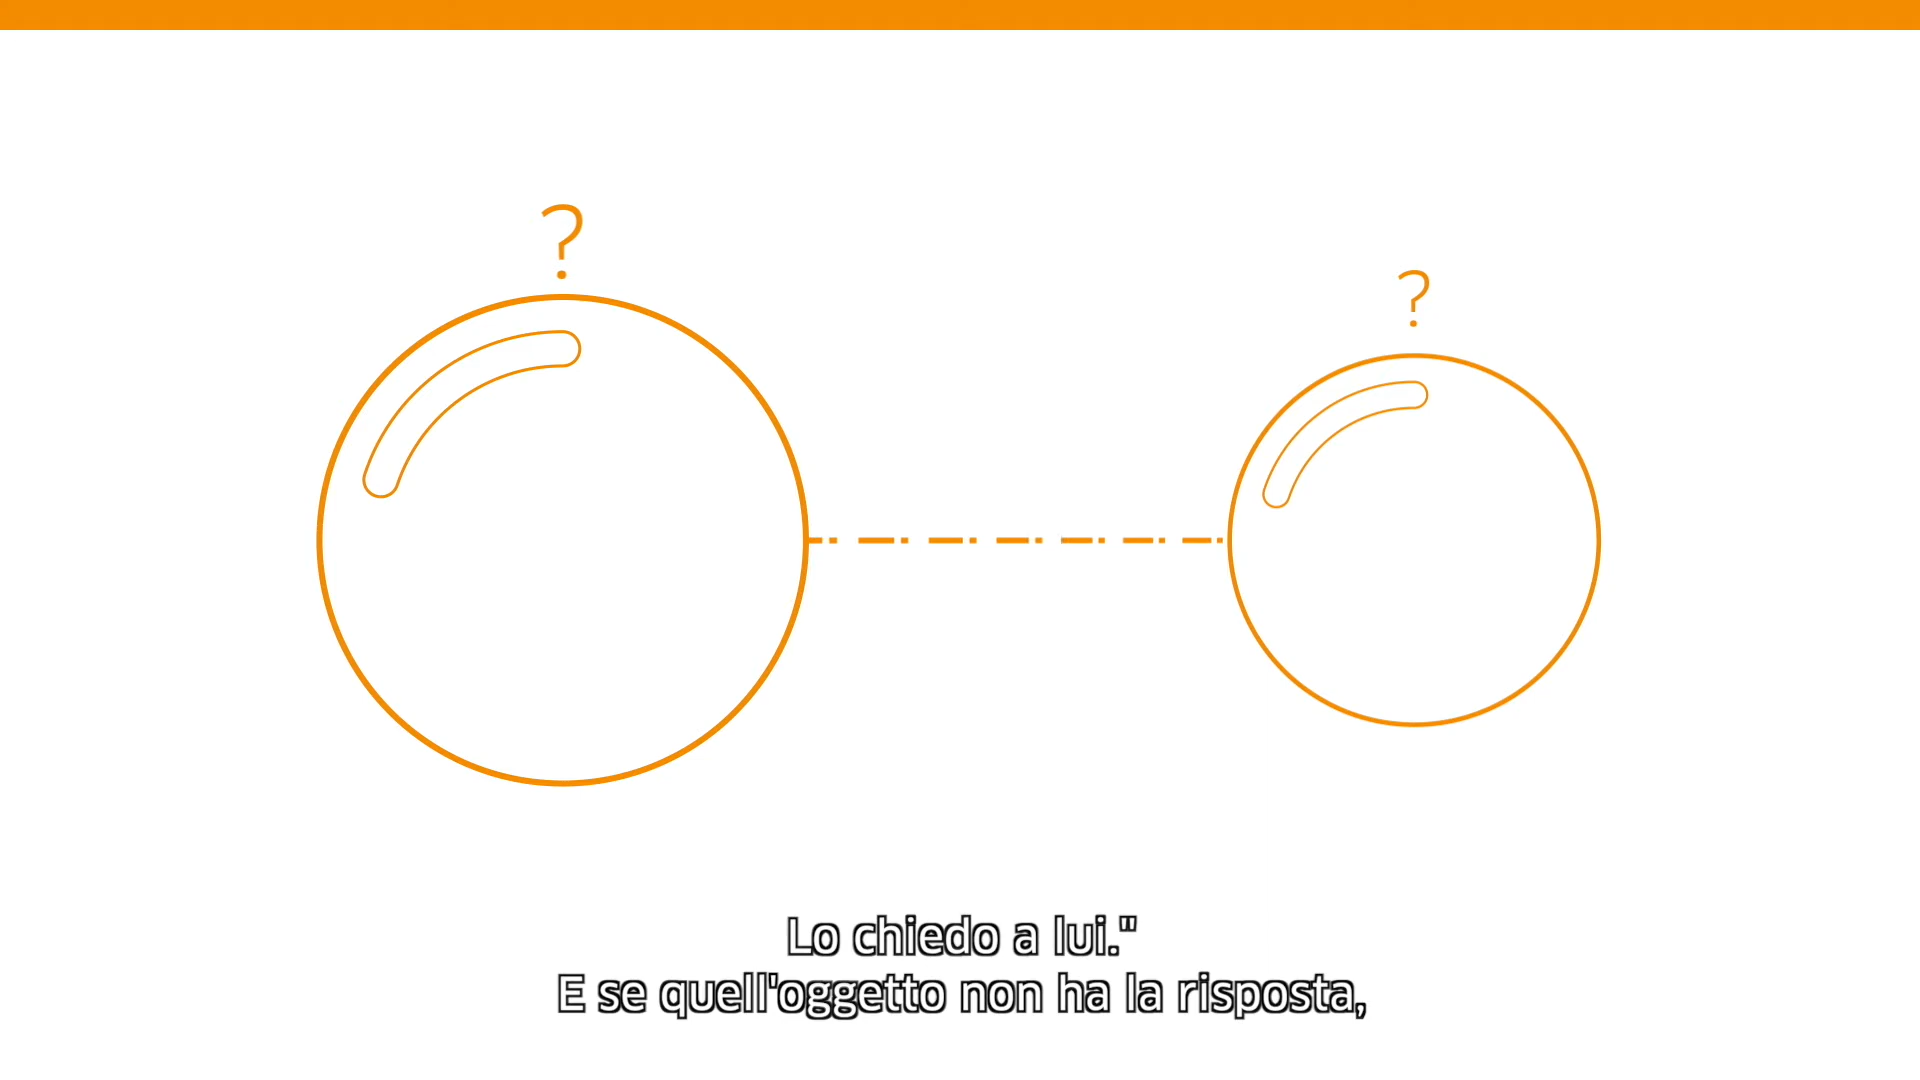 ?
?
Lo chiedo a lui."
E se quell'oggetto non ha la risposta,